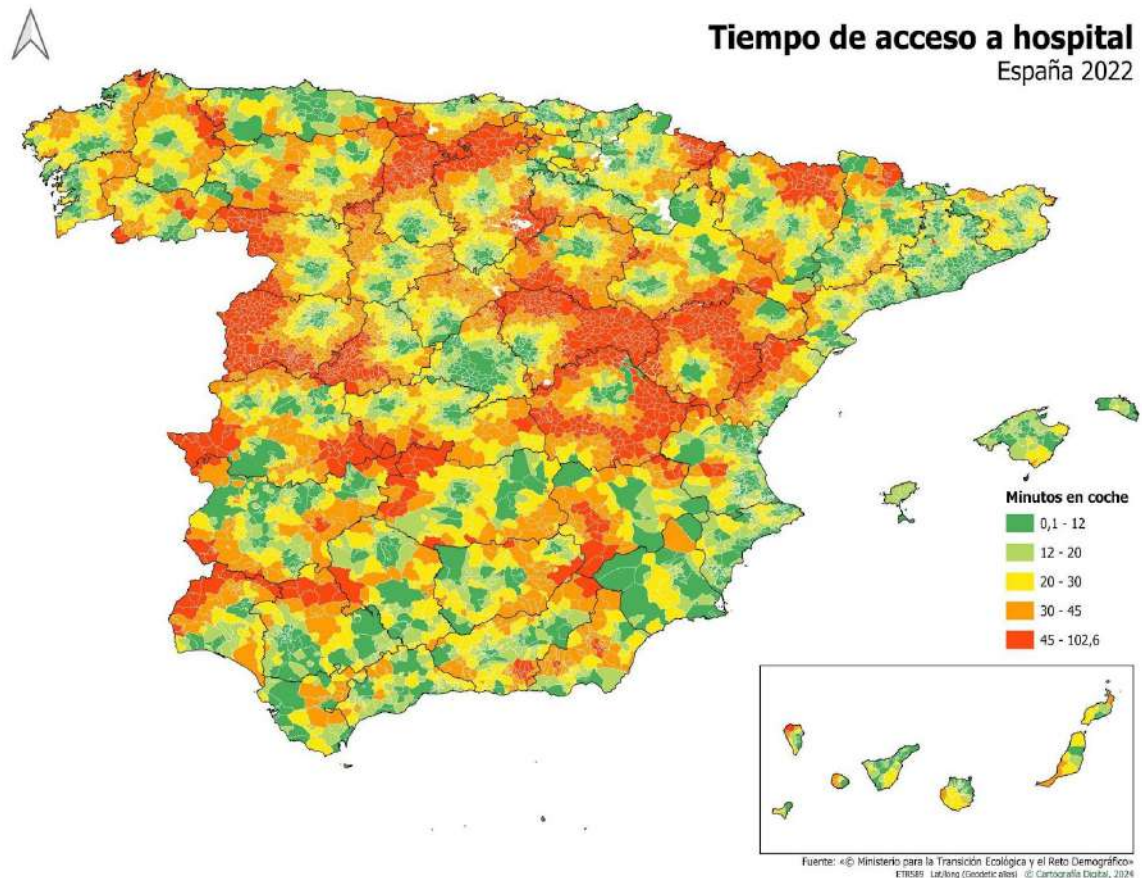 Tiempo de acceso a hospital
España 2022
Minutos en coche
0,1 - 12
12 - 20
20 - 30
30 - 45
45 - 102,6
Fuente: «© Ministerio para la Transición Ecológica y el Reto Demográfico»
ETRS89 Lat/long (Geodetic alias) © Cartografía Digital, 2024